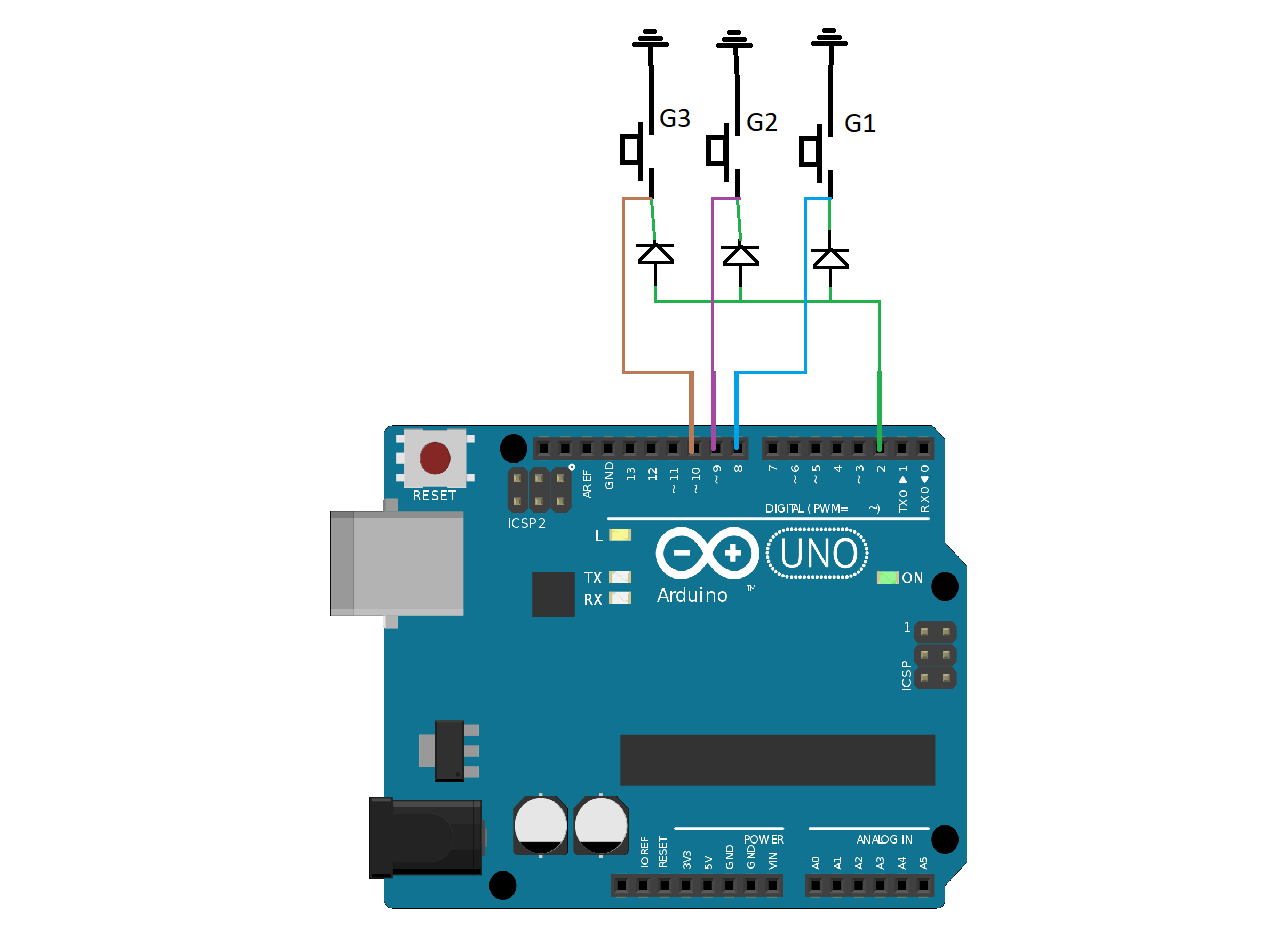 G3 G2 G1
RESET
ICSP2
AREF
GND
13
12
~11
~10
~9
8
7
~6
~5
4
~3
2
TX0 ▶ 1
RX0 ◀ 0
DIGITAL (PWM= ~)
L
TX
RX
Arduino
TM
UNO
ON
1
ICSP
POWER
ANALOG IN
IOREF
RESET
3V3
5V
GND
GND
VIN
A0
A1
A2
A3
A4
A5